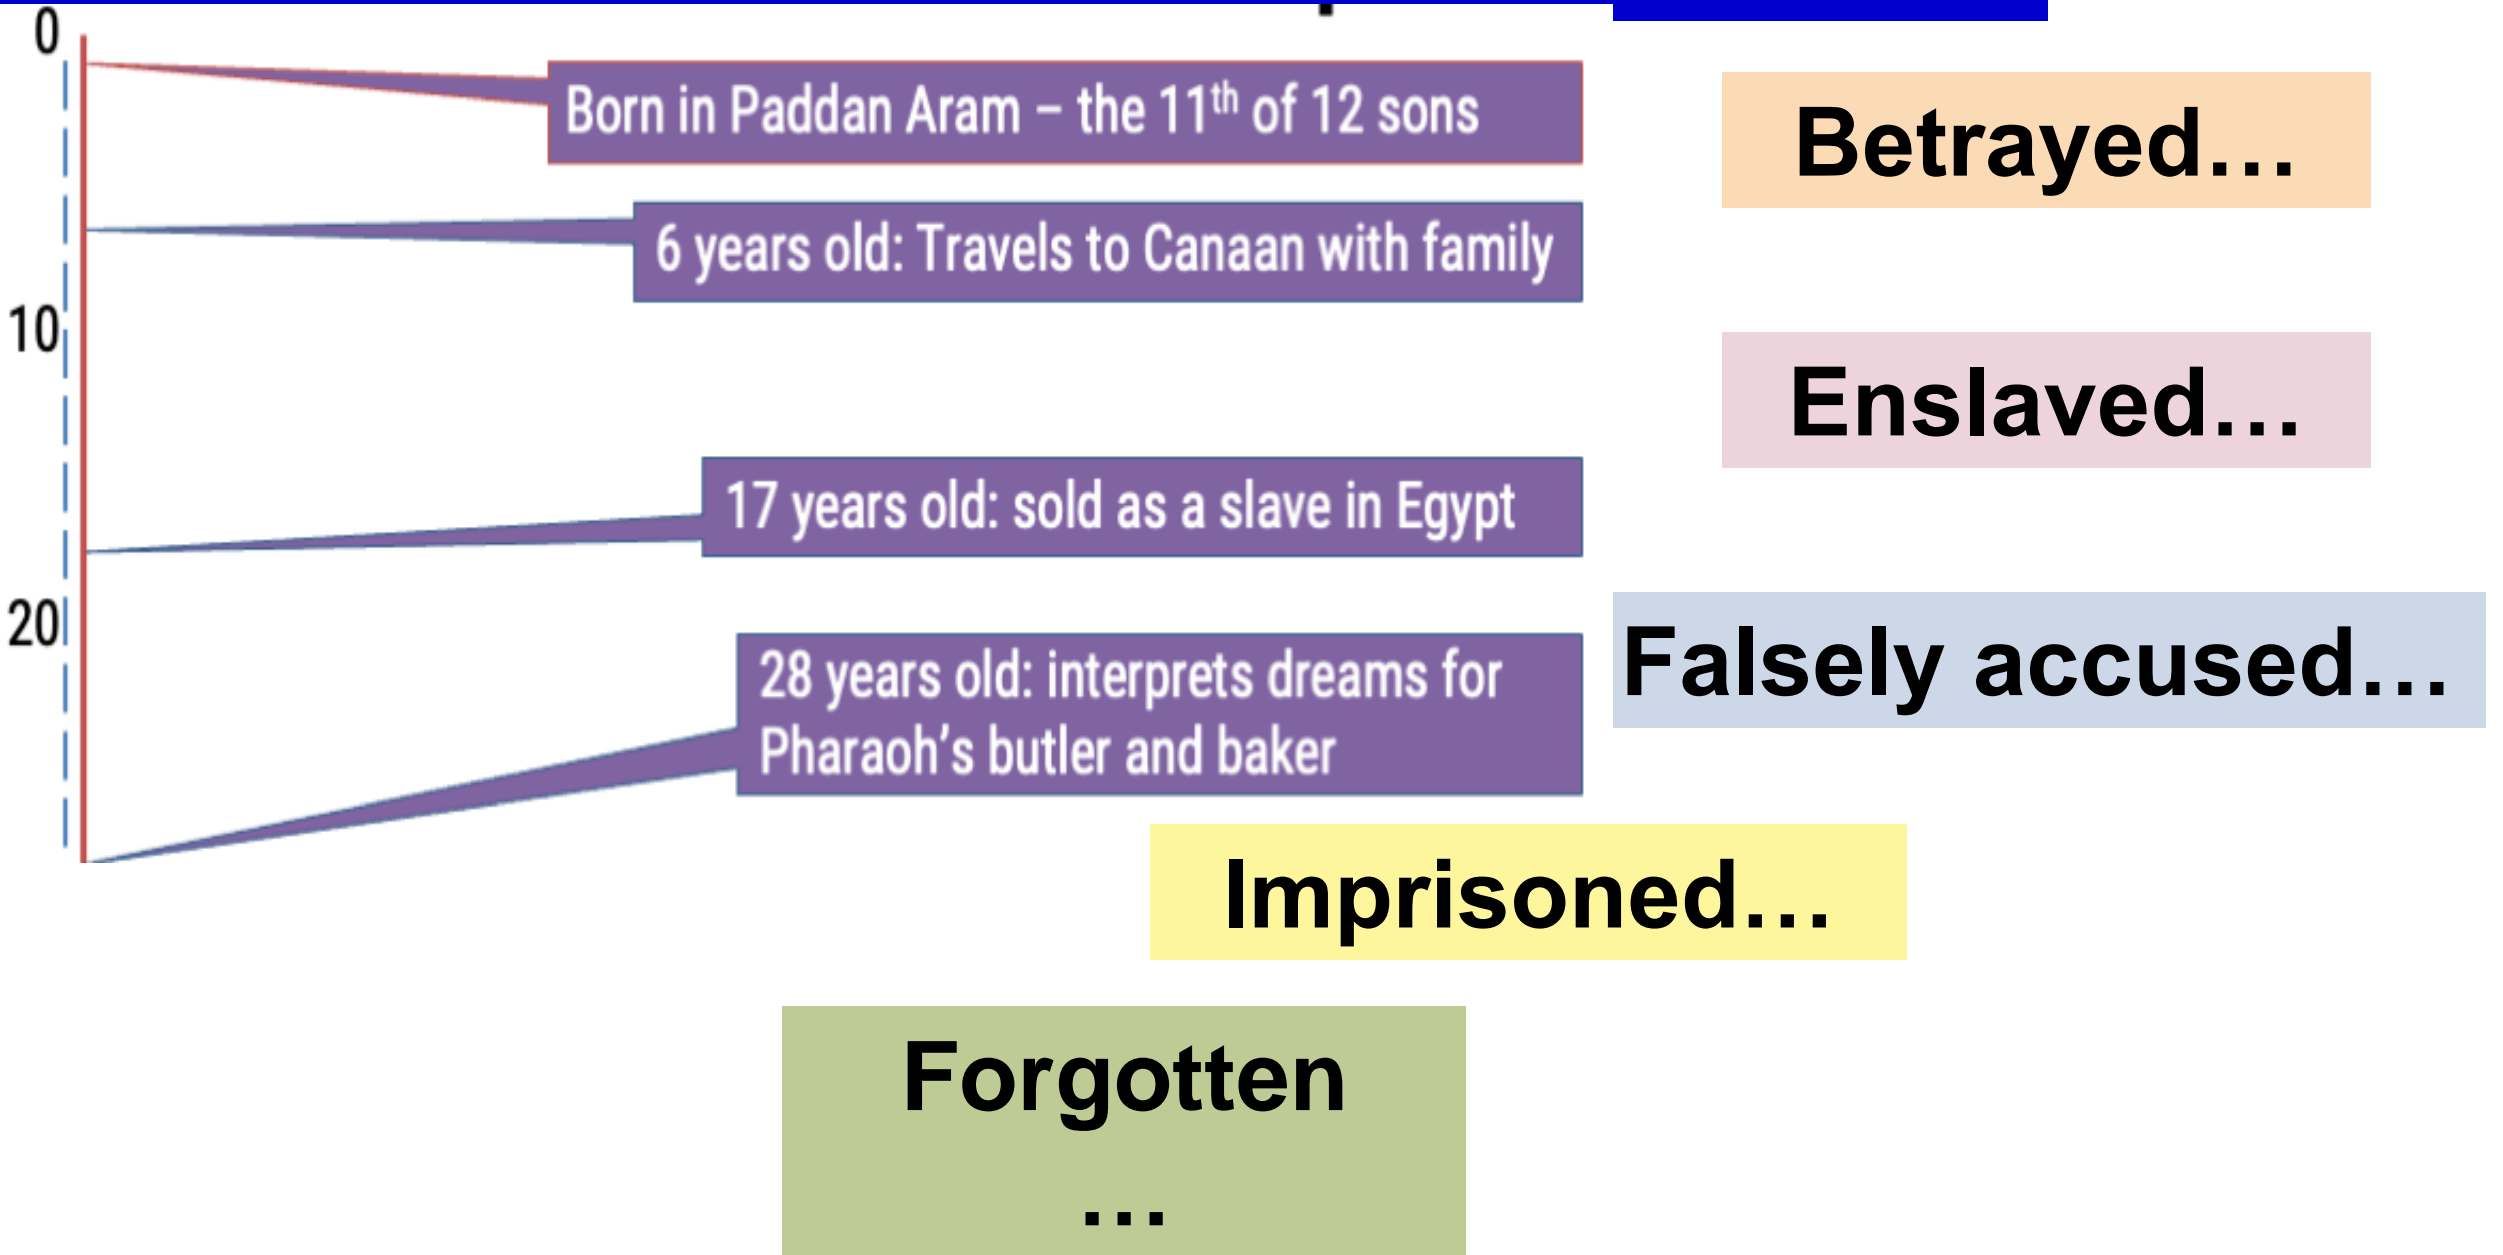 0
Born in Paddan Aram – the 11th of 12 sons
Betrayed…
6 years old: Travels to Canaan with family
10
Enslaved…
17 years old: sold as a slave in Egypt
20
Falsely accused…
28 years old: interprets dreams for
Pharaoh’s butler and baker
Imprisoned…
Forgotten
…